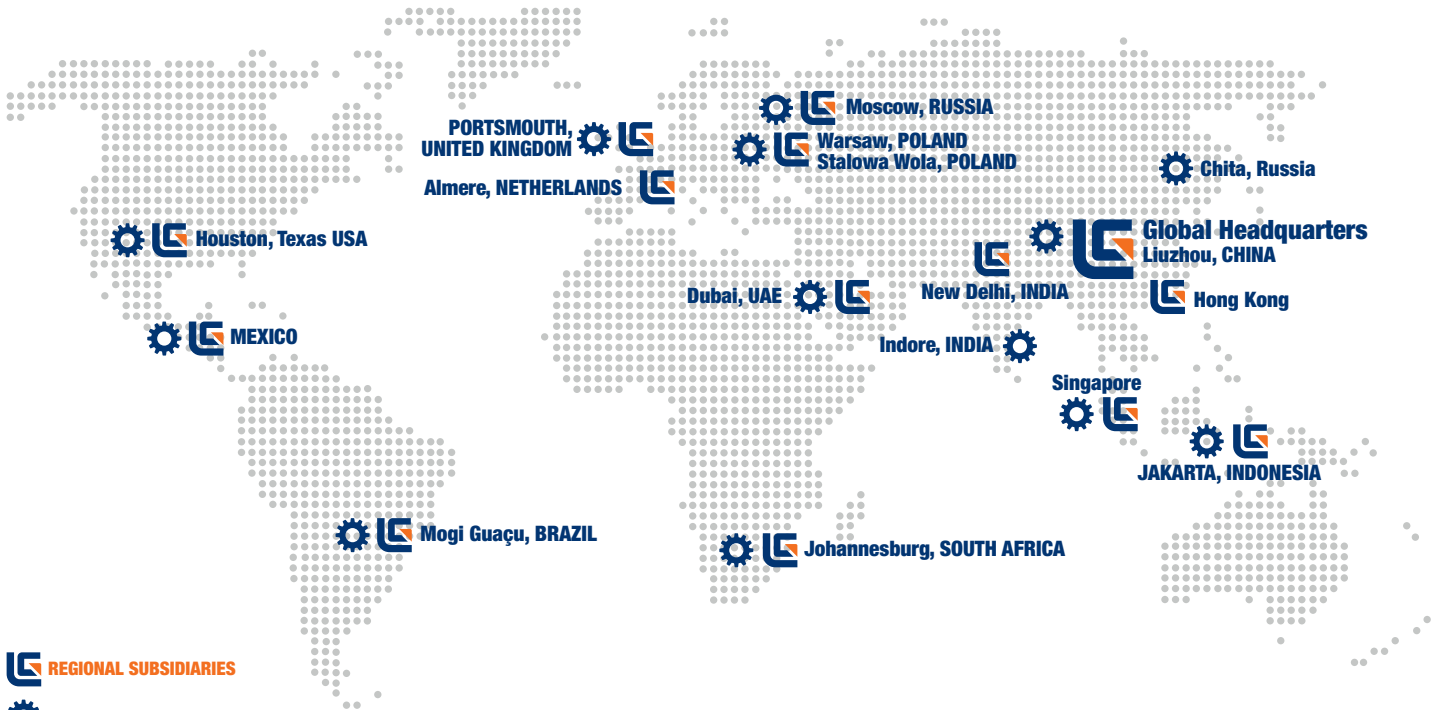 Moscow, RUSSIA
PORTSMOUTH,
UNITED KINGDOM
Warsaw, POLAND
Stalowa Wola, POLAND
Chita, Russia
Almere, NETHERLANDS
Houston, Texas USA
Global Headquarters
Liuzhou, CHINA
Dubai, UAE
New Delhi, INDIA
Hong Kong
MEXICO
Indore, INDIA
Singapore
JAKARTA, INDONESIA
Mogi Guaçu, BRAZIL
Johannesburg, SOUTH AFRICA
REGIONAL SUBSIDIARIES